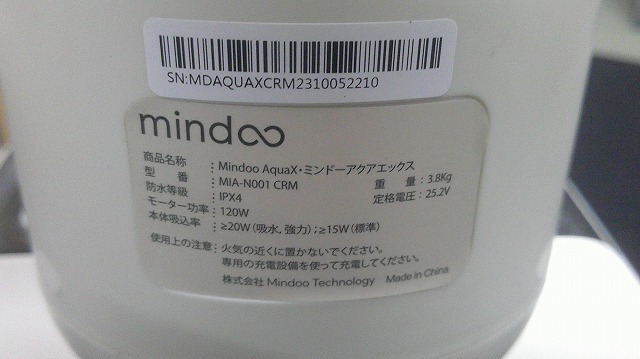 SN:MDAQUAXCRM2310052210
mindoo
商品名称 : Mindoo AquaX・ミンドーアクアエックス
型 番 : MIA-N001 CRM 重 量 : 3.8Kg
防水等級 : IPX4 定格電圧 : 25.2V
モーター功率 : 120W
本体吸込率 : ≥20W (吸水, 強力) ; ≥15W (標準)
使用上の注意 : 火気の近くに置かないでください。
専用の充電設備を使って充電してください。
株式会社 Mindoo Technology Made in China